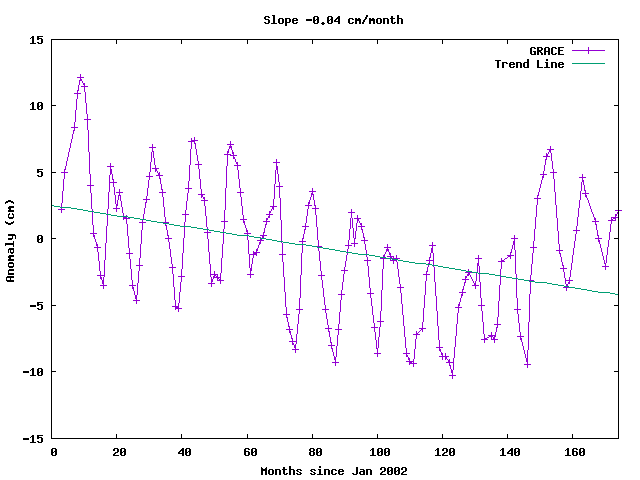 Slope -0.04 cm/month
GRACE
Trend Line
15
10
5
0
-5
-10
-15
Anomaly (cm)
0 20 40 60 80 100 120 140 160
Months since Jan 2002